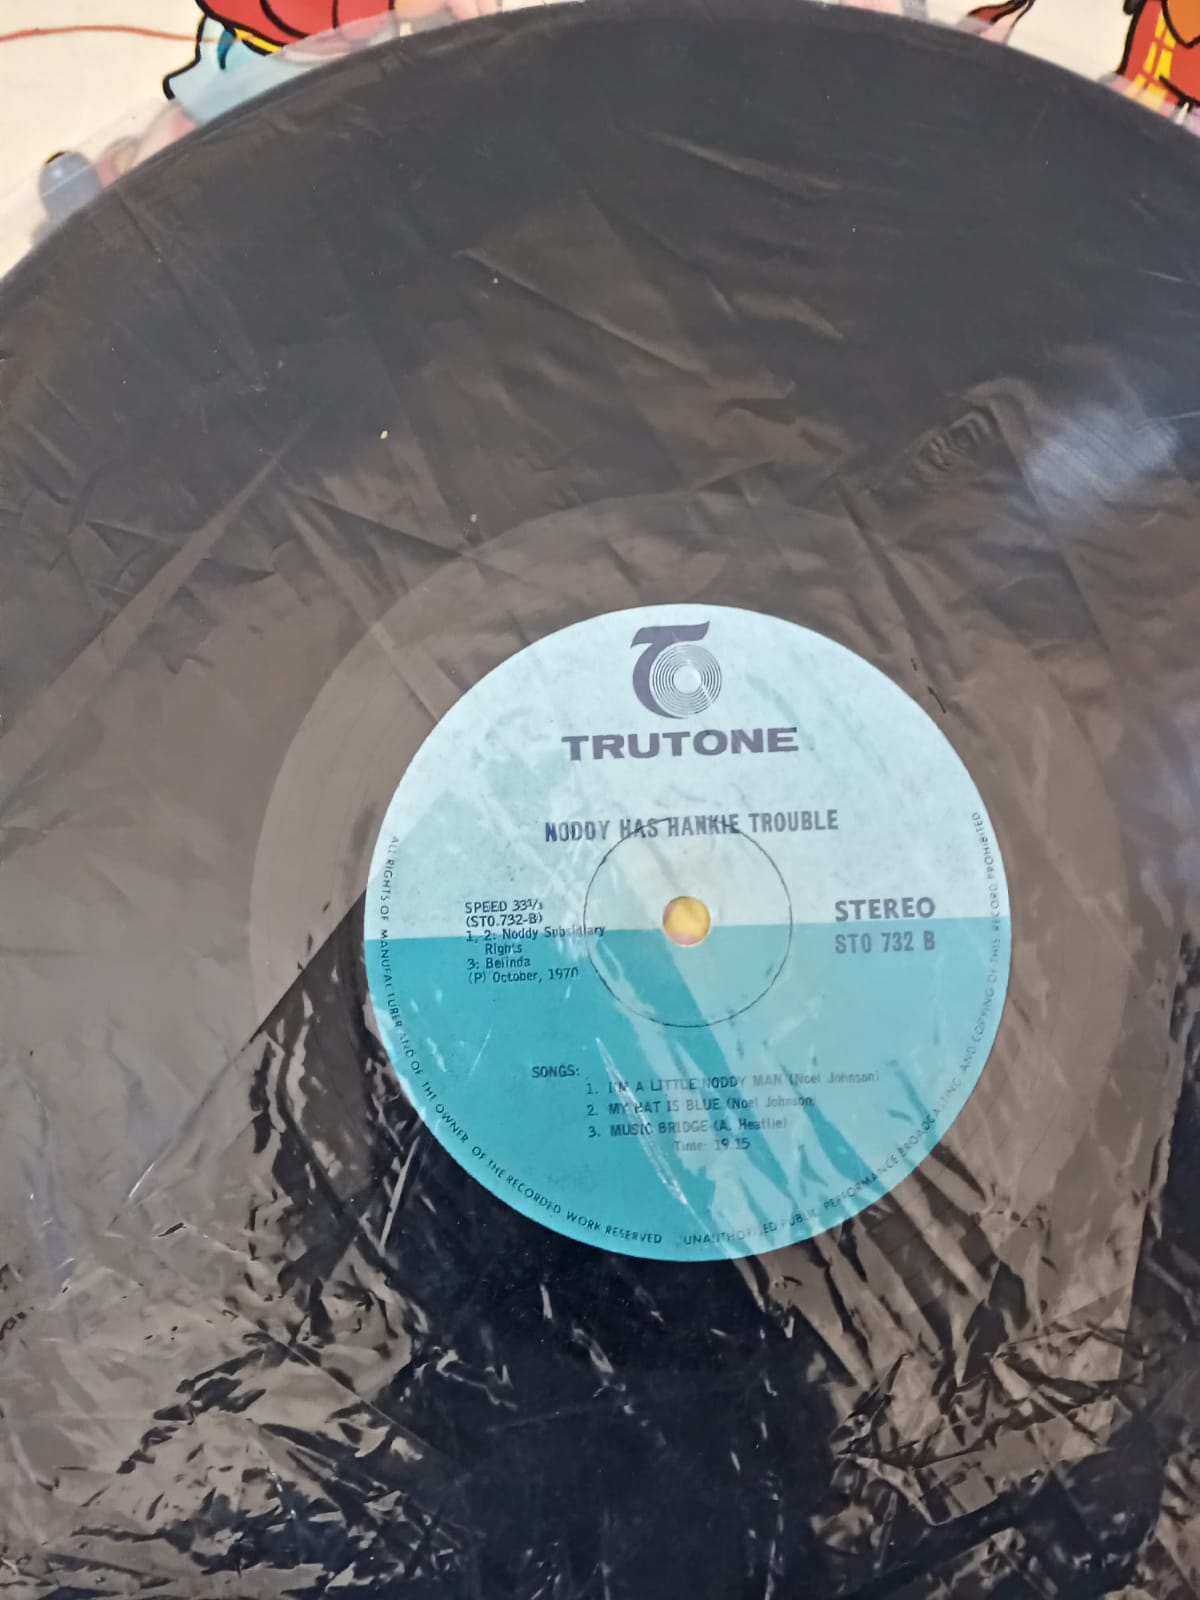 TRUTONE
NODDY HAS HANKIE TROUBLE
SPEED 33⅓
(STO.732-B)
1, 2: Noddy Subsidiary
Rights
3: Belinda
(P) October, 1970
STEREO
STO 732 B
SONGS:
1. I'M A LITTLE NODDY MAN (Noel Johnson)
2. MY HAT IS BLUE (Noel Johnson)
3. MUSIC BRIDGE (A. Heatlie)
Time: 19.15
ALL RIGHTS OF MANUFACTURER AND OF THE OWNER OF THE RECORDED WORK RESERVED UNAUTHORISED PUBLIC PERFORMANCE BROADCASTING AND COPYING OF THIS RECORD PROHIBITED